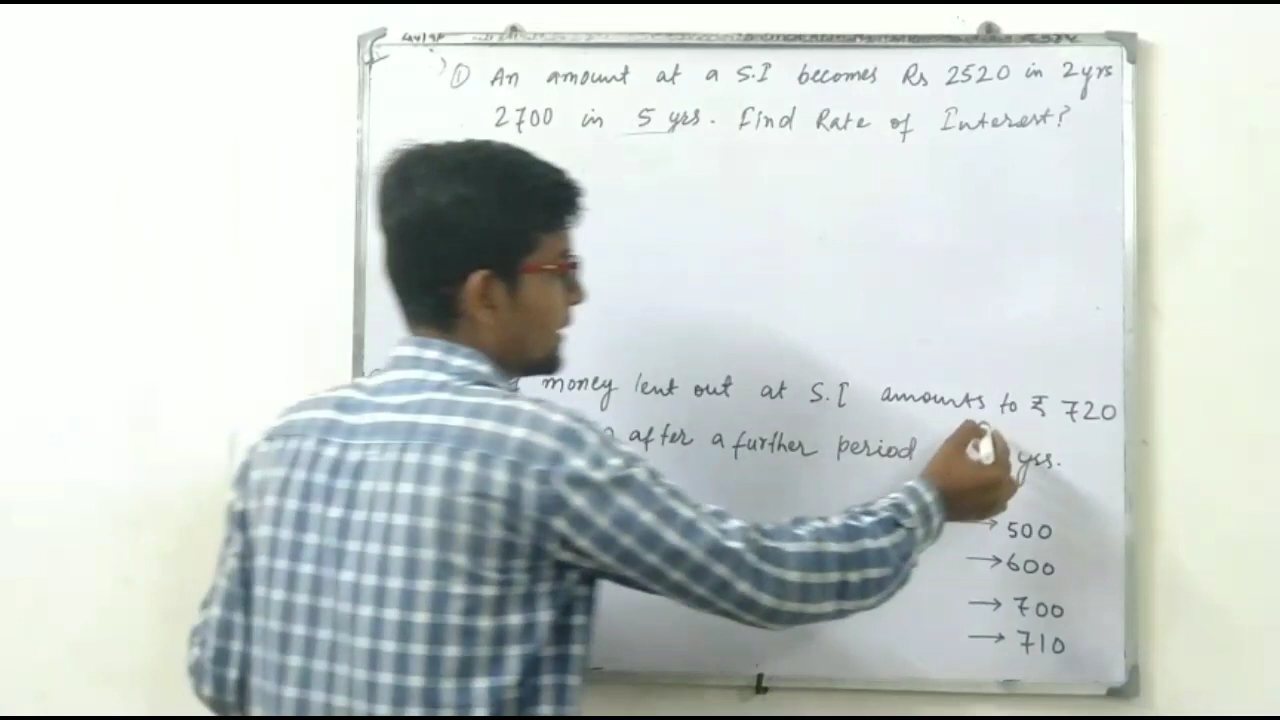 ① An amount at a S.I becomes Rs 2520 in 2yrs
2700 in 5 yrs. Find Rate of Interest?
money lent out at S.I amounts to ₹ 720
after a further period yrs.
→ 500
→ 600
→ 700
→ 710